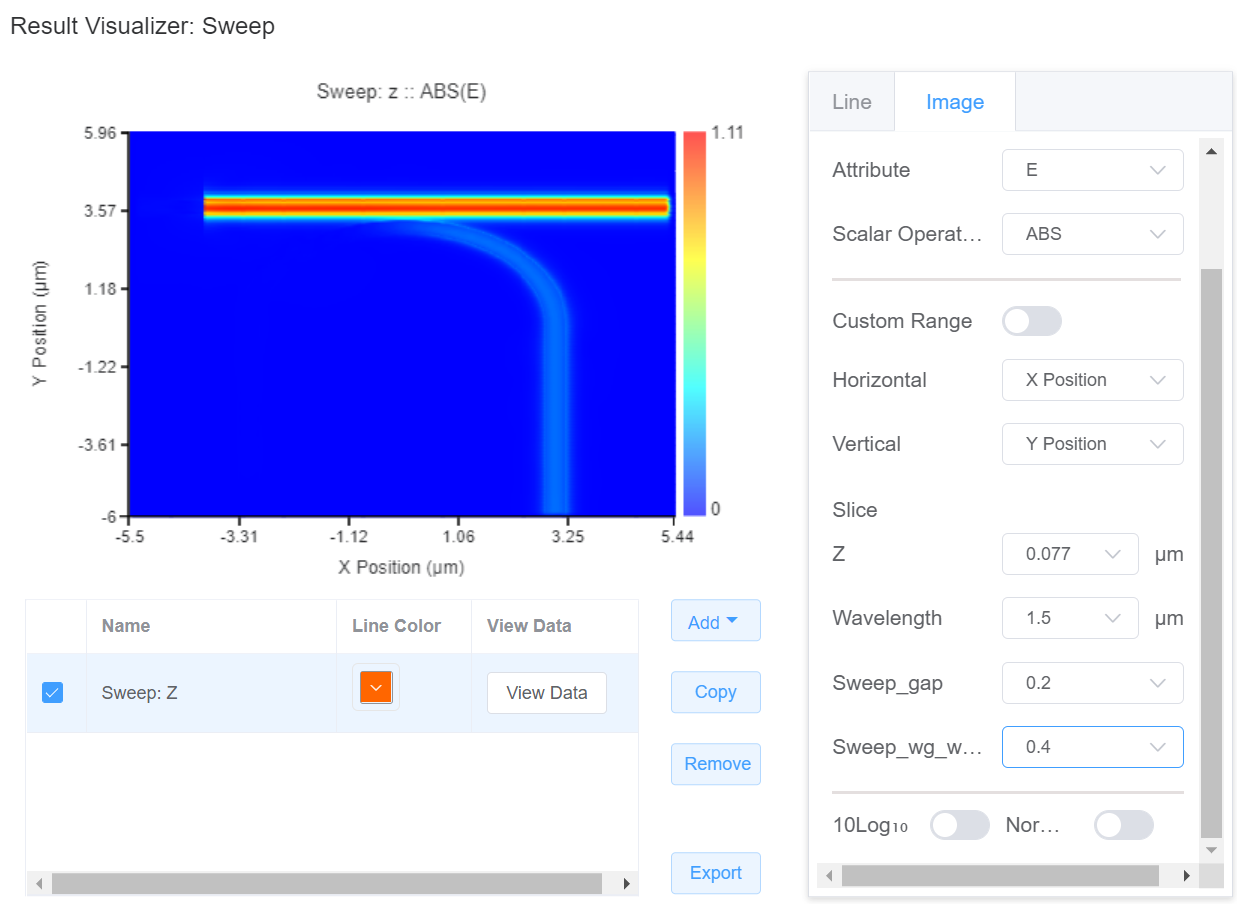 Result Visualizer: Sweep
Sweep: z :: ABS(E)
5.96
3.57
1.18
-1.22
-3.61
-6
Y Position (μm)
-5.5
-3.31
-1.12
1.06
3.25
5.44
X Position (μm)
1.11
0
Name
Line Color
View Data
Sweep: Z
View Data
Add
Copy
Remove
Export
Line
Image
Attribute
E
Scalar Operat…
ABS
Custom Range
Horizontal
X Position
Vertical
Y Position
Slice
Z
0.077
μm
Wavelength
1.5
μm
Sweep_gap
0.2
Sweep_wg_w…
0.4
10Log₁₀
Nor…